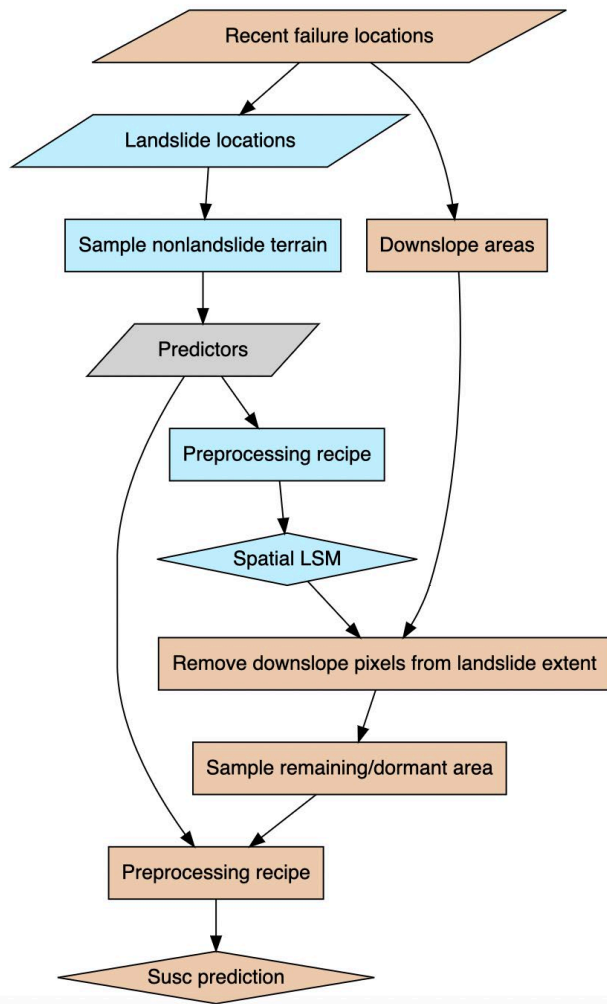 Recent failure locations
Landslide locations
Sample nonlandslide terrain
Downslope areas
Predictors
Preprocessing recipe
Spatial LSM
Remove downslope pixels from landslide extent
Sample remaining/dormant area
Preprocessing recipe
Susc prediction